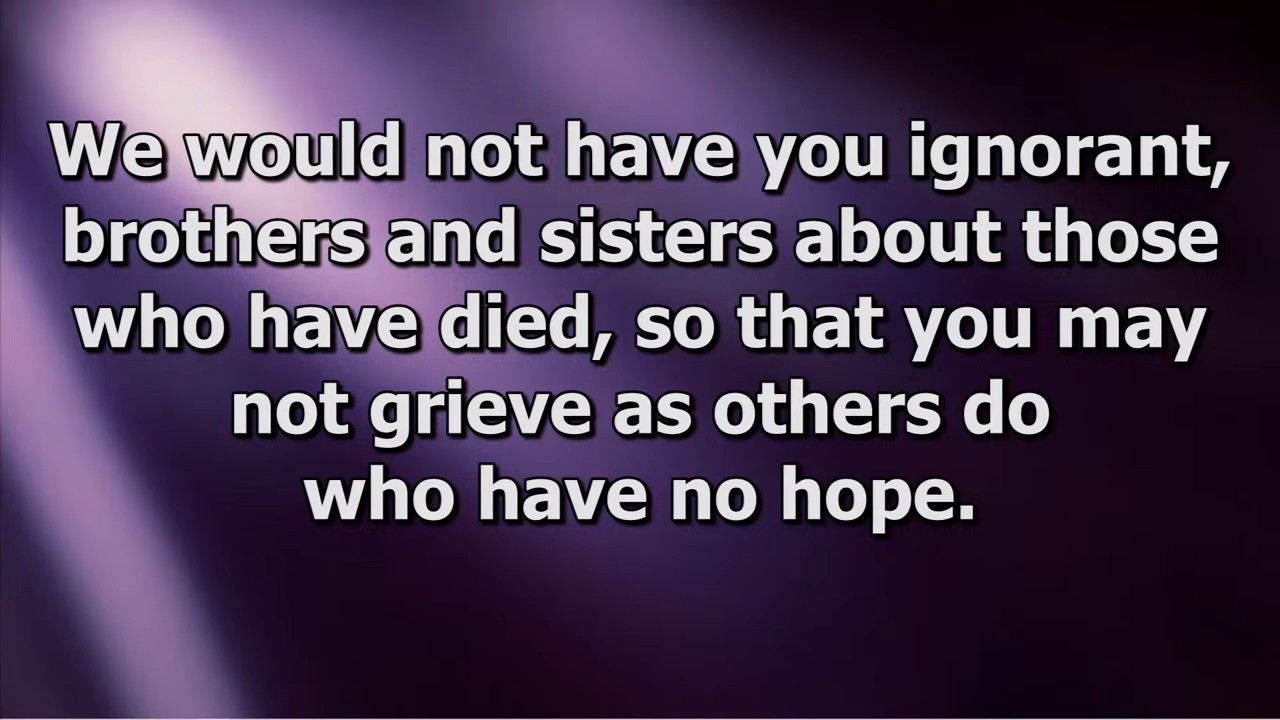 We would not have you ignorant,
brothers and sisters about those
who have died, so that you may
not grieve as others do
who have no hope.